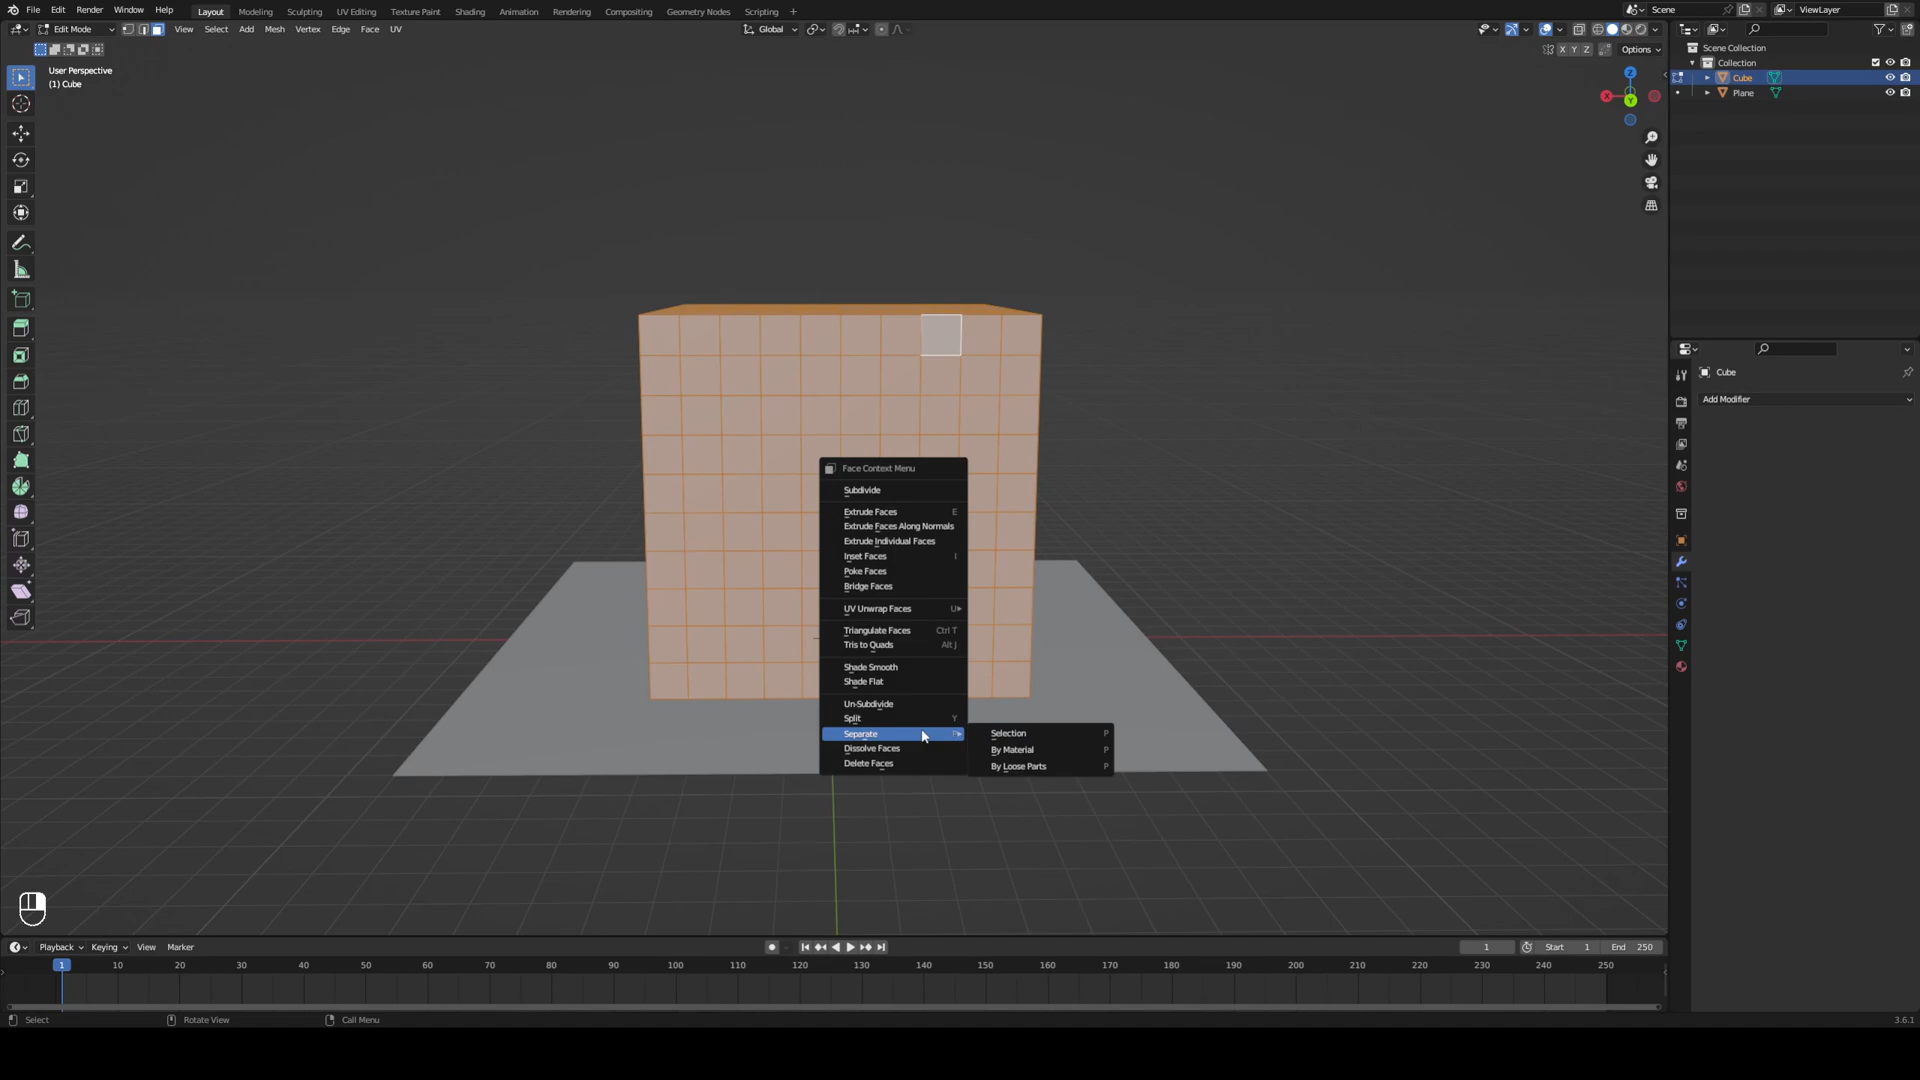 File Edit Render Window Help Layout Modeling Sculpting UV Editing Texture Paint Shading Animation Rendering Compositing Geometry Nodes Scripting + Scene ViewLayer
Edit Mode View Select Add Mesh Vertex Edge Face UV Global
X Y Z Options
User Perspective
(1) Cube
Z
X
Y
Scene Collection
Collection
Cube
Plane
Cube
Add Modifier
Face Context Menu
Subdivide
Extrude Faces E
Extrude Faces Along Normals
Extrude Individual Faces
Inset Faces I
Poke Faces
Bridge Faces
UV Unwrap Faces U
Triangulate Faces Ctrl T
Tris to Quads Alt J
Shade Smooth
Shade Flat
Un-Subdivide
Split Y
Separate P
Dissolve Faces
Delete Faces
Selection P
By Material P
By Loose Parts P
Playback Keying View Marker 1 Start 1 End 250
1 10 20 30 40 50 60 70 80 90 100 110 120 130 140 150 160 170 180 190 200 210 220 230 240 250
Select Rotate View Call Menu 3.6.1